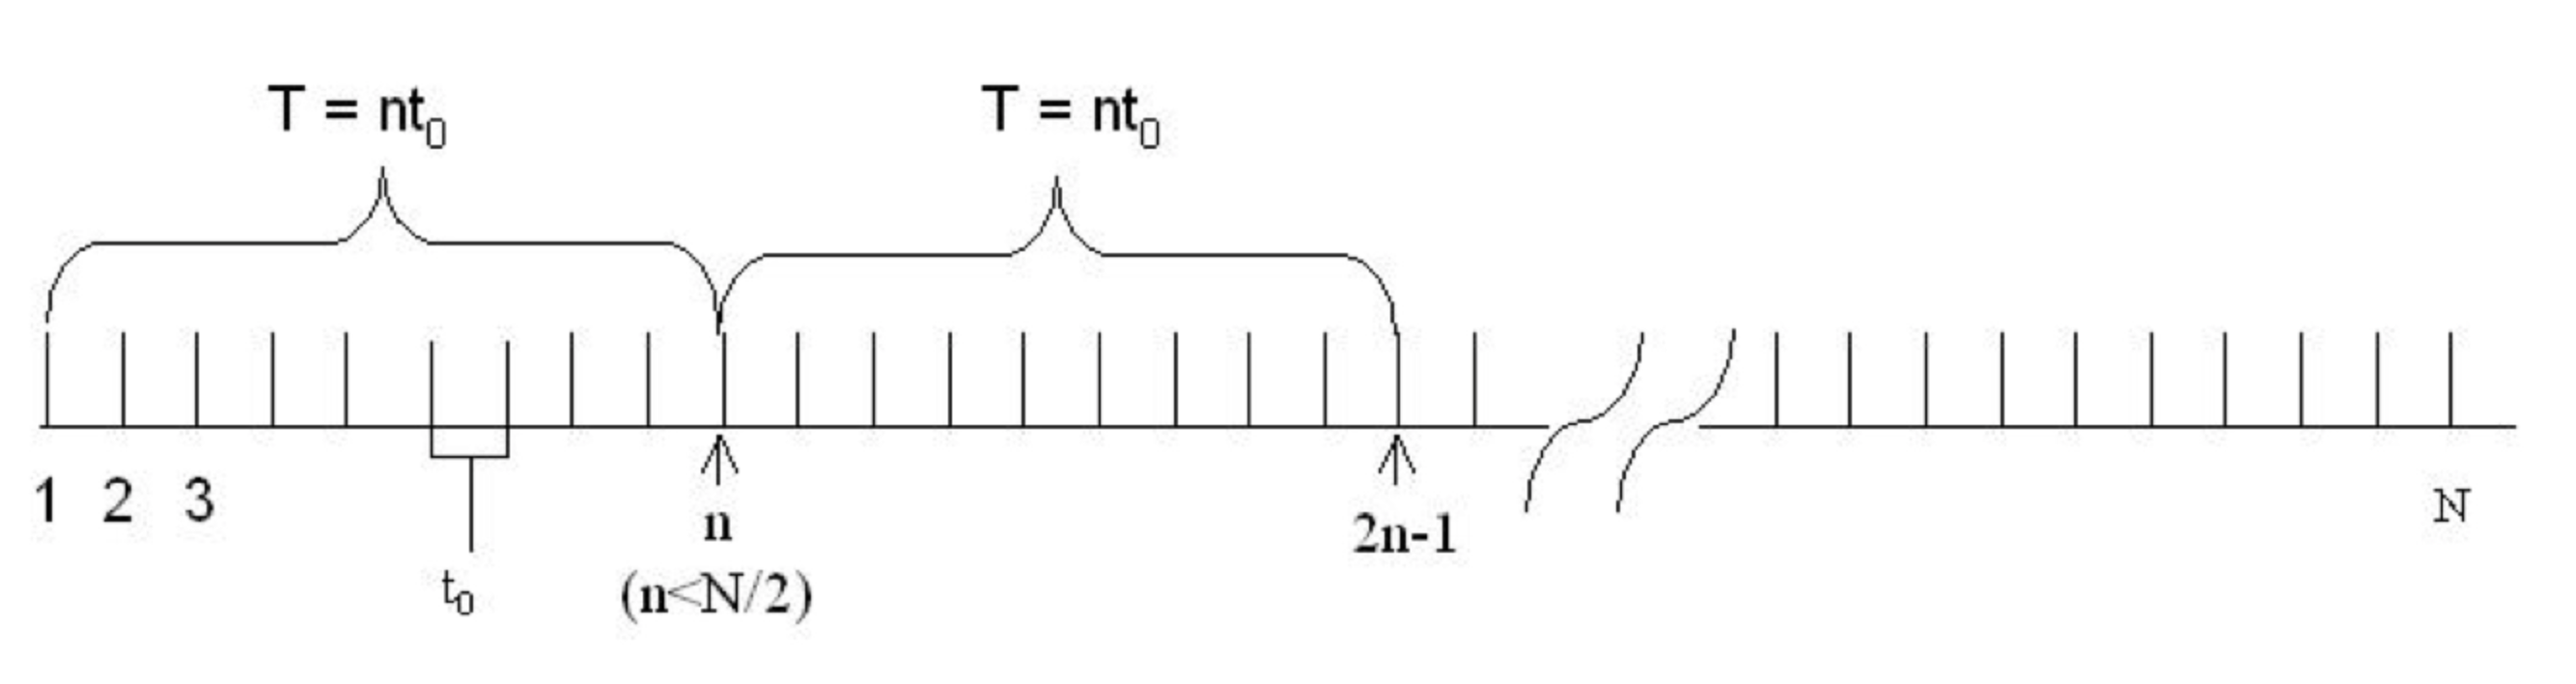 T = nt₀
T = nt₀
1 2 3
N
n
2n-1
t₀
(n<N/2)